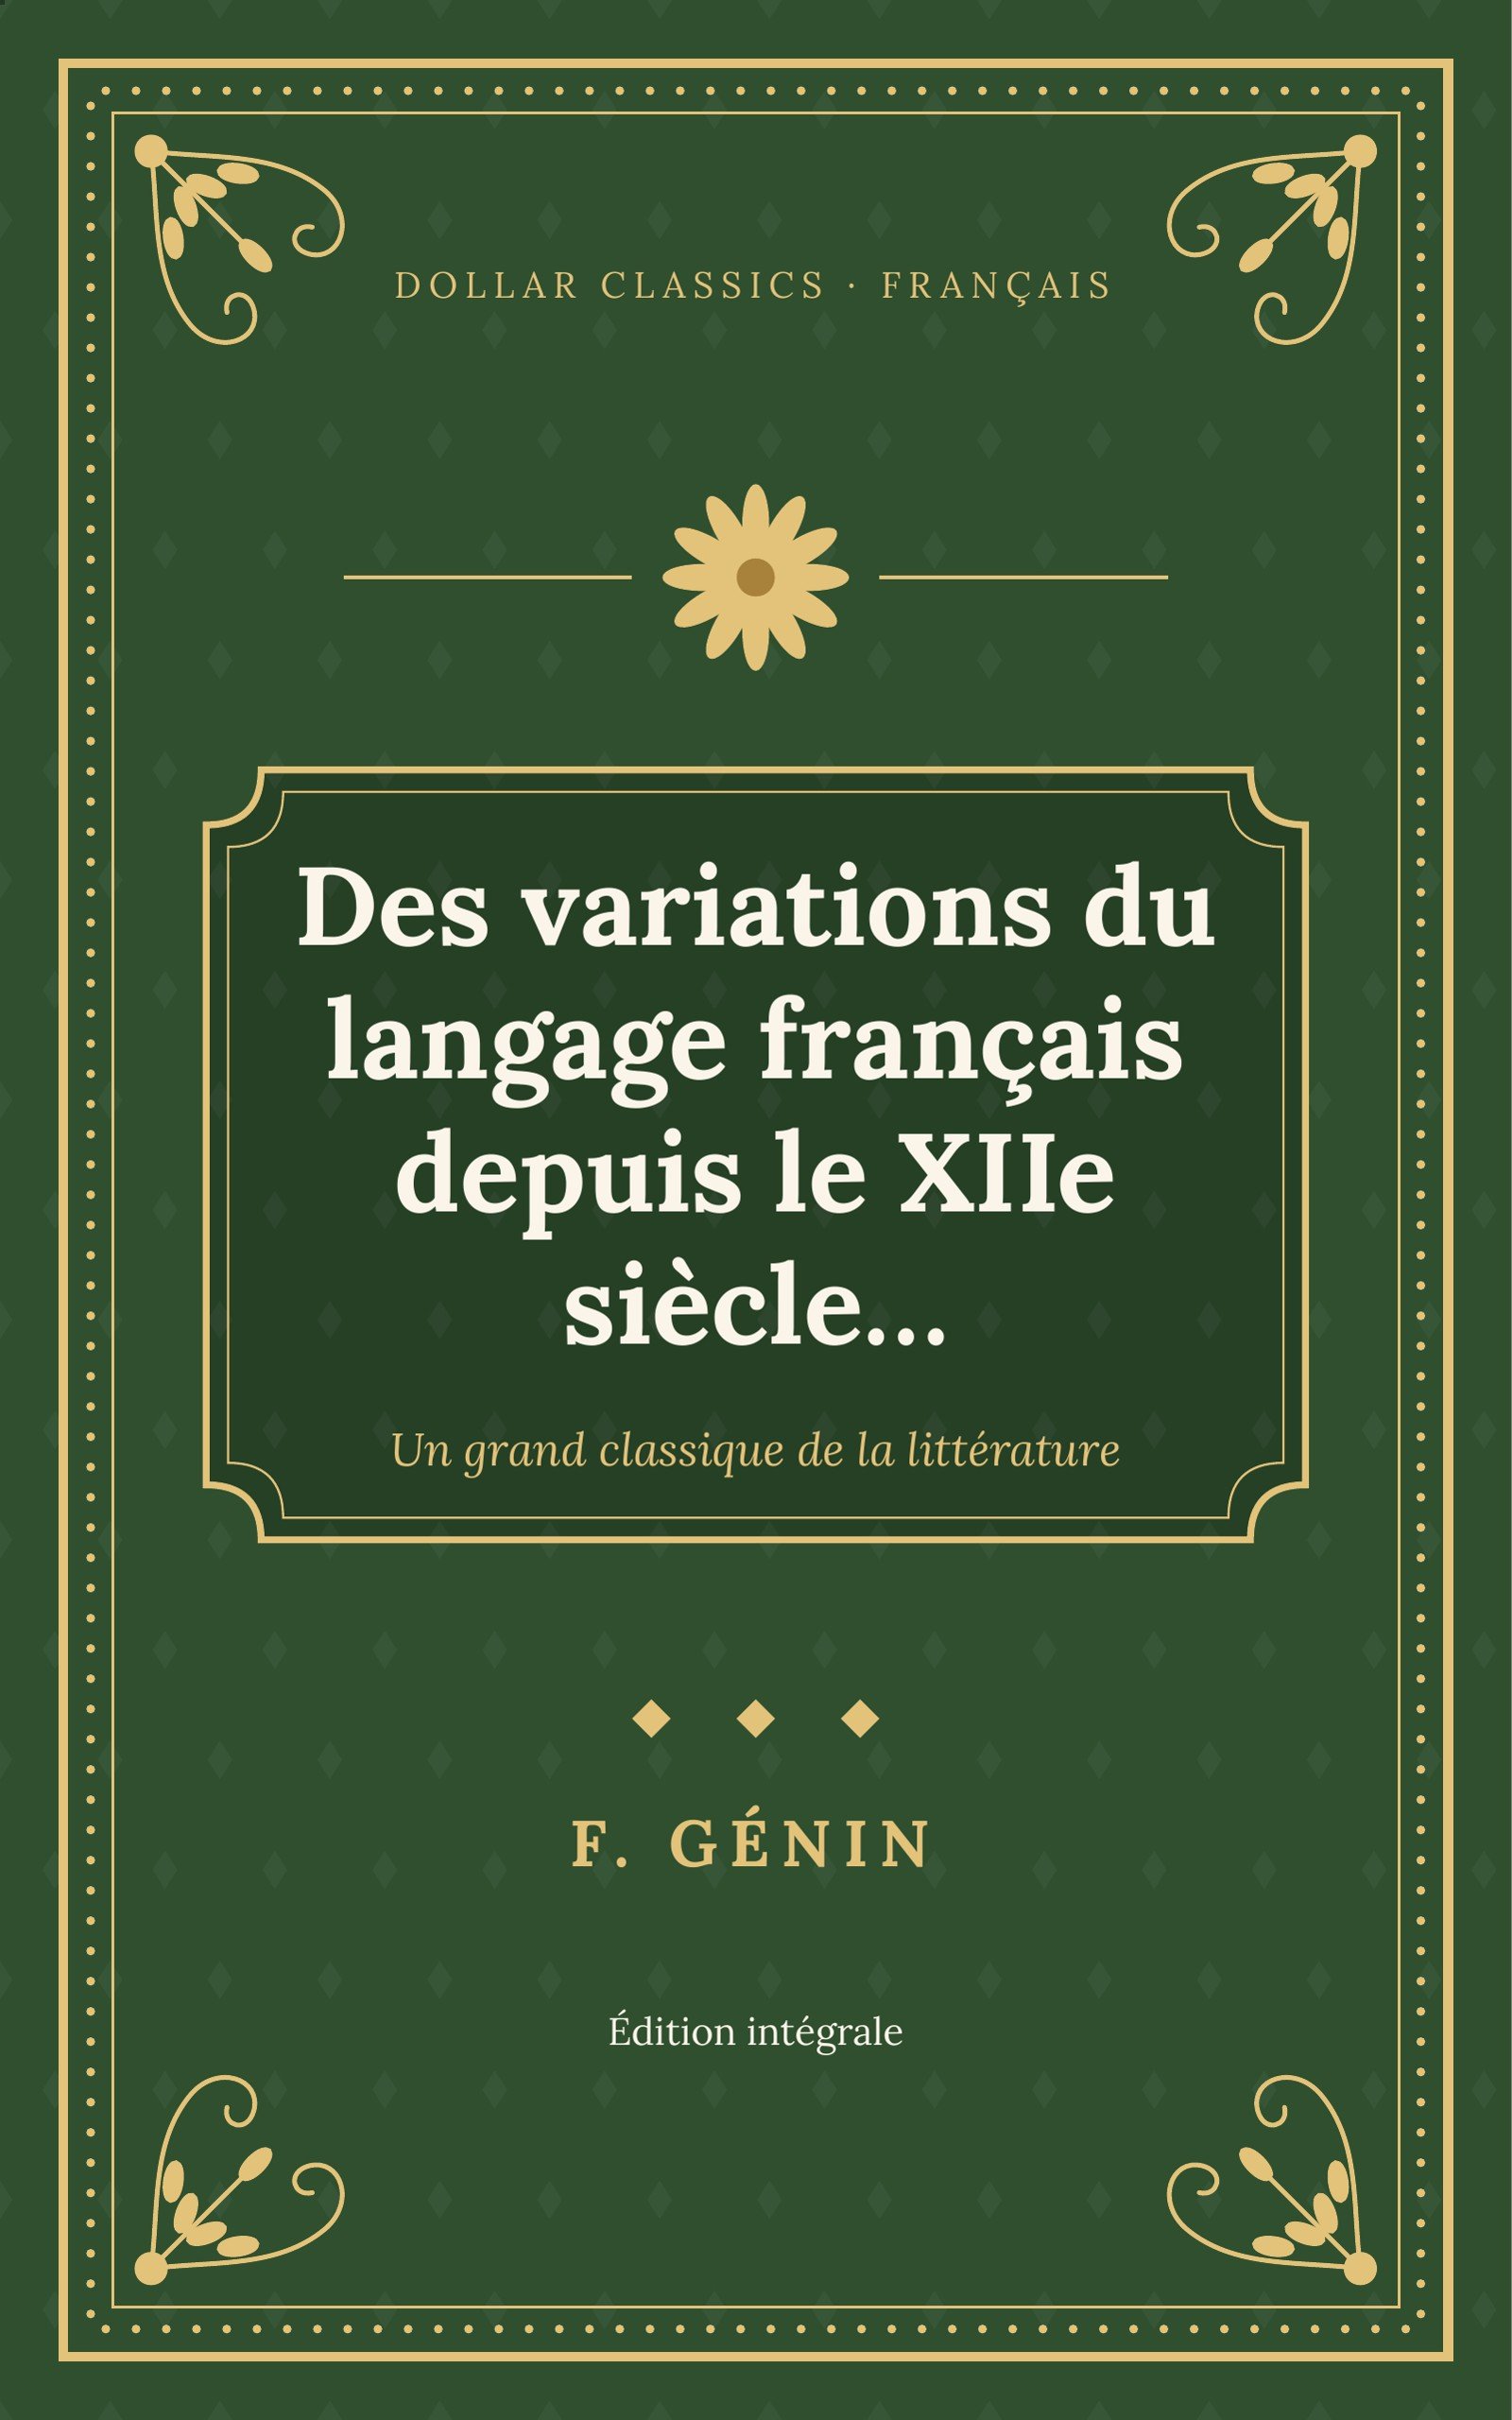 DOLLAR CLASSICS · FRANÇAIS
Des variations du
langage français
depuis le XIIe
siècle...
Un grand classique de la littérature
F. GÉNIN
Édition intégrale